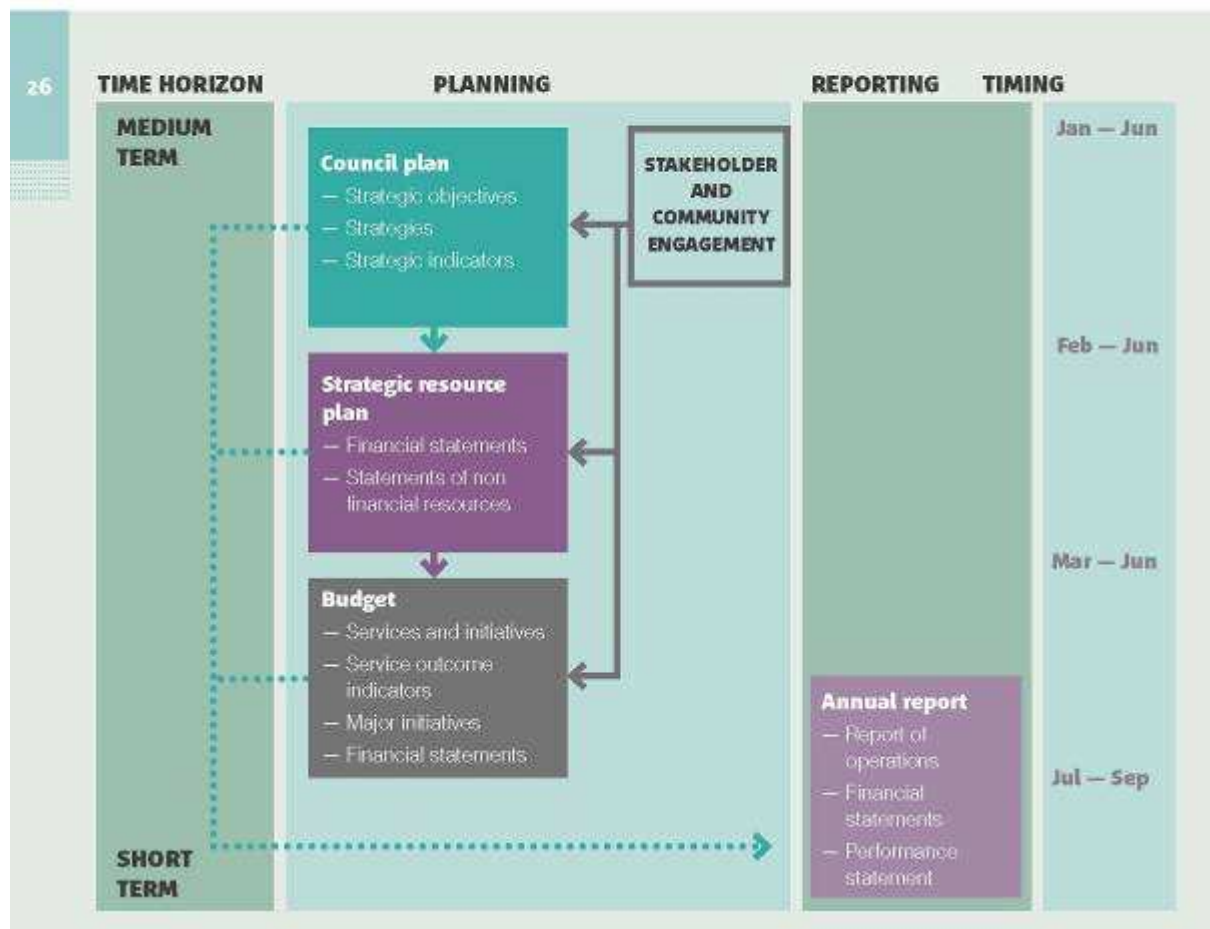 26
TIME HORIZON
PLANNING
REPORTING
TIMING
MEDIUM
TERM
Council plan
— Strategic objectives
— Strategies
— Strategic indicators
STAKEHOLDER
AND
COMMUNITY
ENGAGEMENT
Jan — Jun
Feb — Jun
Strategic resource
plan
— Financial statements
— Statements of non
financial resources
Mar — Jun
Budget
— Services and initiatives
— Service outcome
indicators
— Major initiatives
— Financial statements
Annual report
— Report of
operations
— Financial
statements
— Performance
statement
Jul — Sep
SHORT
TERM